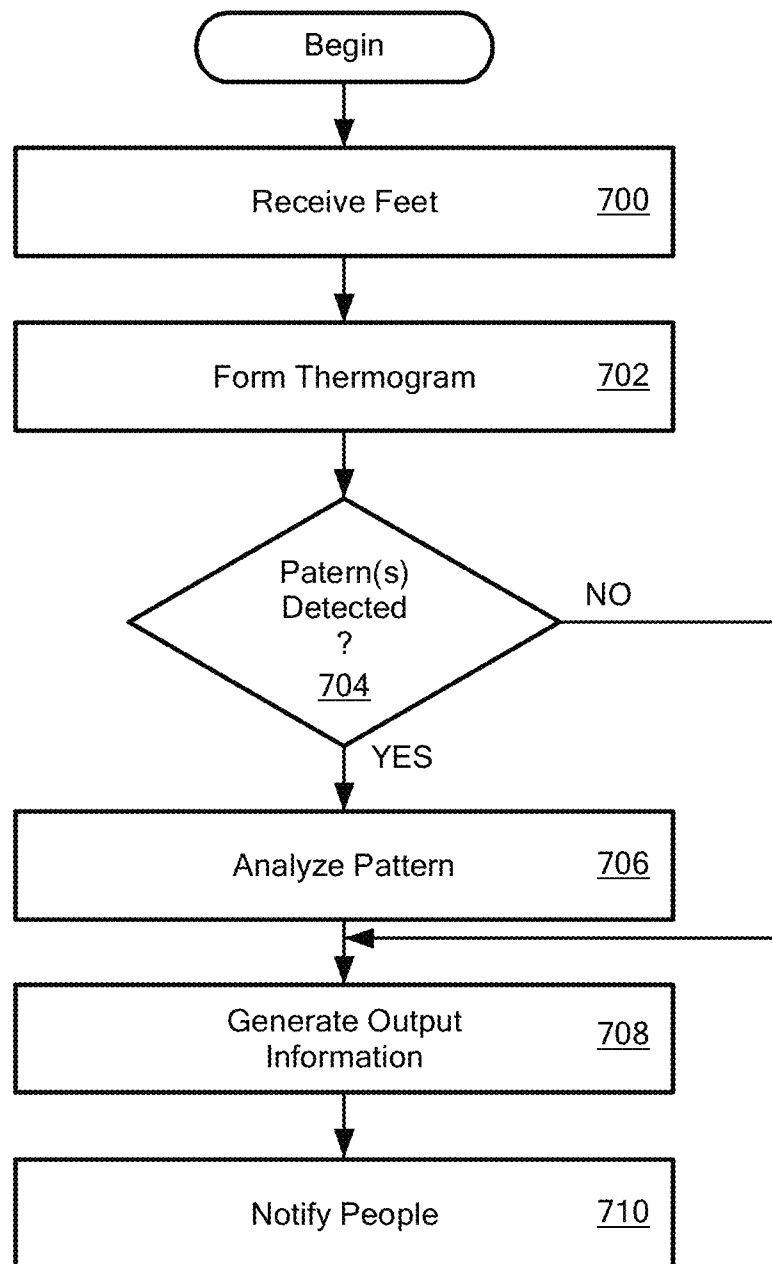 Begin
Receive Feet 700
Form Thermogram 702
Patern(s)
Detected
?
704
NO
YES
Analyze Pattern 706
Generate Output
Information
708
Notify People 710